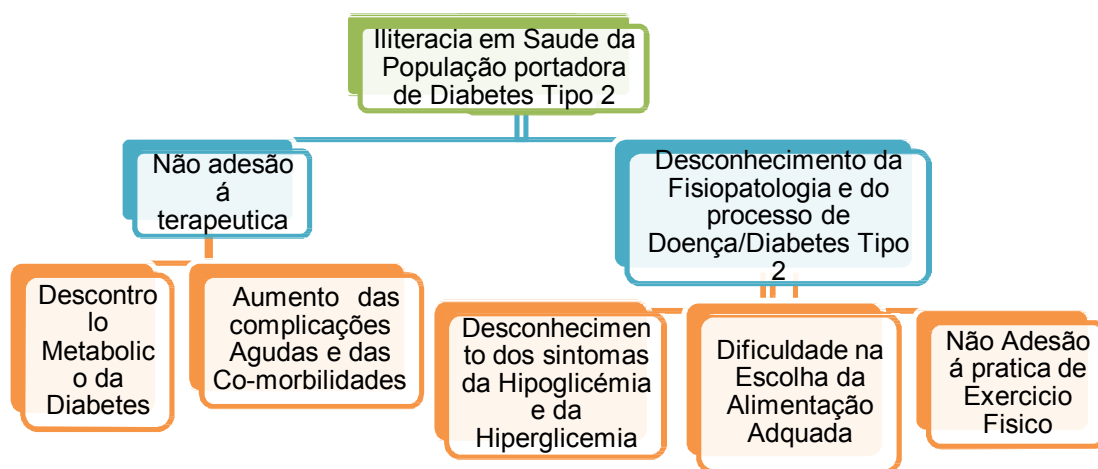 Iliteracia em Saude da
População portadora
de Diabetes Tipo 2
Não adesão
á
terapeutica
Desconhecimento da
Fisiopatologia e do
processo de
Doença/Diabetes Tipo
2
Descontro
lo
Metabolic
o da
Diabetes
Aumento das
complicações
Agudas e das
Co-morbilidades
Desconhecimen
to dos sintomas
da Hipoglicémia
e da
Hiperglicemia
Dificuldade na
Escolha da
Alimentação
Adquada
Não Adesão
á pratica de
Exercicio
Fisico